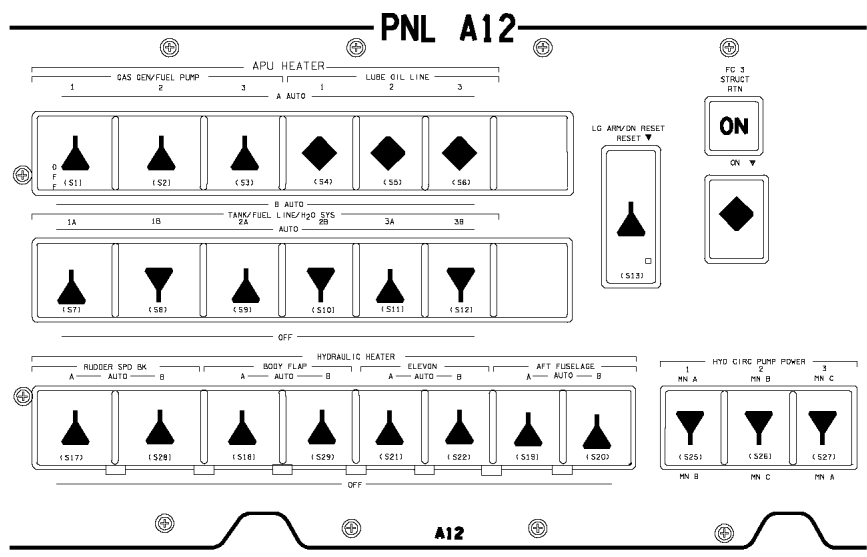 PNL A12
APU HEATER
FC 3
STRUCT
RTN
GAS GEN/FUEL PUMP LUBE OIL LINE
1 2 3 1 2 3
A AUTO
ON
LG ARM/DN RESET
RESET ▼
ON ▼
O
F
F
(S1) (S2) (S3) (S4) (S5) (S6)
B AUTO
TANK/FUEL LINE/H2O SYS
1A 1B 2A 2B 3A 3B
AUTO
(S13)
(S7) (S8) (S9) (S10) (S11) (S12)
OFF
HYDRAULIC HEATER
RUDDER SPD BK BODY FLAP ELEVON AFT FUSELAGE
A AUTO B A AUTO B A AUTO B A AUTO B
HYD CIRC PUMP POWER
1 2 3
MN A MN B MN C
(S17) (S28) (S18) (S29) (S21) (S22) (S19) (S20)
(S25) (S26) (S27)
MN B MN C MN A
OFF
A12